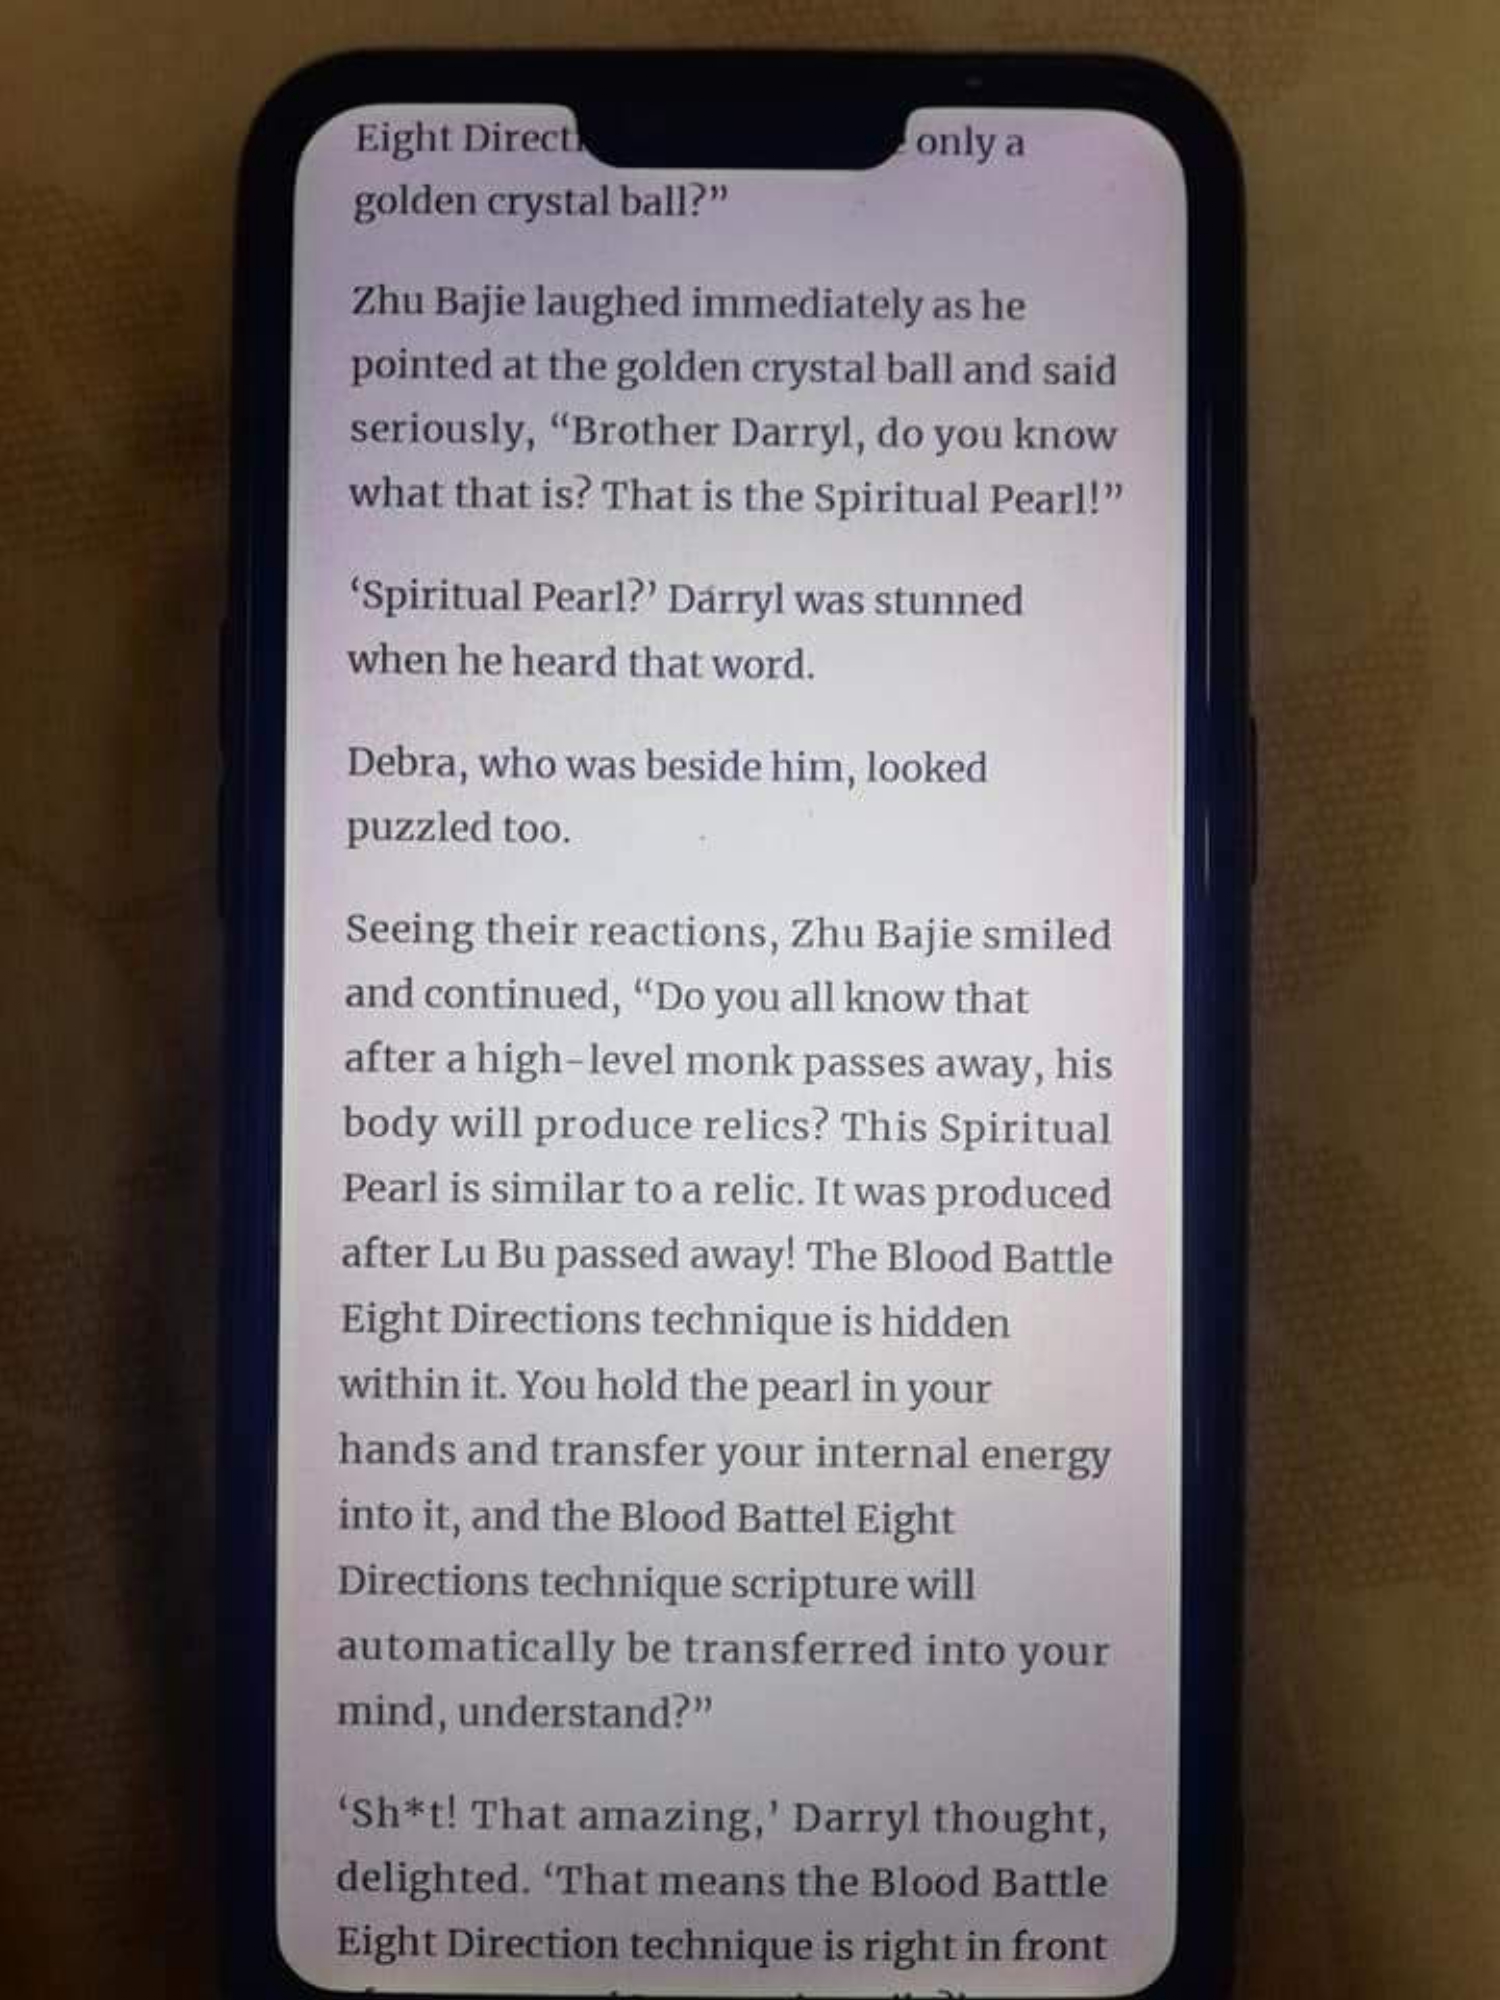 Eight Direct only a
golden crystal ball?”
Zhu Bajie laughed immediately as he
pointed at the golden crystal ball and said
seriously, “Brother Darryl, do you know
what that is? That is the Spiritual Pearl!”
‘Spiritual Pearl?’ Darryl was stunned
when he heard that word.
Debra, who was beside him, looked
puzzled too.
Seeing their reactions, Zhu Bajie smiled
and continued, “Do you all know that
after a high-level monk passes away, his
body will produce relics? This Spiritual
Pearl is similar to a relic. It was produced
after Lu Bu passed away! The Blood Battle
Eight Directions technique is hidden
within it. You hold the pearl in your
hands and transfer your internal energy
into it, and the Blood Battel Eight
Directions technique scripture will
automatically be transferred into your
mind, understand?”
‘Sh*t! That amazing,’ Darryl thought,
delighted. ‘That means the Blood Battle
Eight Direction technique is right in front